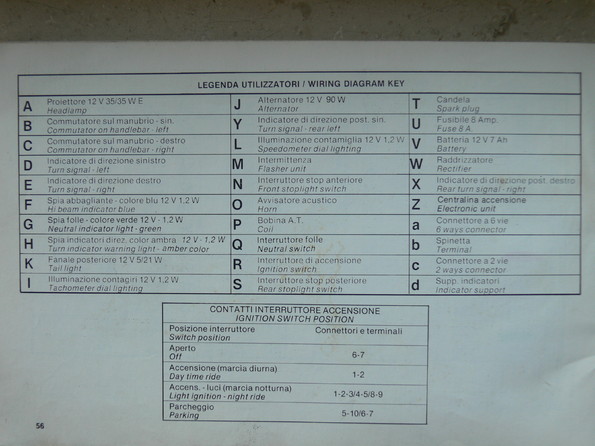 LEGENDA UTILIZZATORI / WIRING DIAGRAM KEY
A Proiettore 12 V 35/35 W E
Headlamp
B Commutatore sul manubrio - sin.
Commutator on handlebar - left
C Commutatore sul manubrio - destro
Commutator on handlebar - right
D Indicatore di direzione sinistro
Turn signal - left
E Indicatore di direzione destro
Turn signal - right
F Spia abbagliante - colore blu 12 V 1,2 W
Hi beam indicator blue
G Spia folle - colore verde 12 V - 1,2 W
Neutral indicator light - green
H Spia indicatori direz. color ambra 12 V - 1,2 W
Turn indicator warning light - amber color
K Fanale posteriore 12 V 5/21 W
Tail light
I Illuminazione contagiri 12 V 1,2 W
Tachometer dial lighting
J Alternatore 12 V 90 W
Alternator
Y Indicatore di direzione post. sin.
Turn signal - rear left
L Illuminazione contamiglia 12 V 1,2 W
Speedometer dial lighting
M Intermittenza
Flasher unit
N Interruttore stop anteriore
Front stoplight switch
O Avvisatore acustico
Horn
P Bobina A.T.
Coil
Q Interruttore folle
Neutral switch
R Interruttore di accensione
Ignition switch
S Interruttore stop posteriore
Rear stoplight switch
T Candela
Spark plug
U Fusibile 8 Amp.
Fuse 8 A.
V Batteria 12 V 7 Ah
Battery
W Raddrizzatore
Rectifier
X Indicatore di direzione post. destro
Rear turn signal - right
Z Centralina accensione
Electronic unit
a Connettore a 6 vie
6 ways connector
b Spinetta
Terminal
c Connettore a 2 vie
2 ways connector
d Supp. indicatori
Indicator support
CONTATTI INTERRUTTORE ACCENSIONE
IGNITION SWITCH POSITION
Posizione interruttore Connettori e terminali
Switch position
Aperto
Off 6-7
Accensione (marcia diurna)
Day time ride 1-2
Accens. - luci (marcia notturna)
Light Ignition - night ride 1-2-3/4-5/8-9
Parcheggio
Parking 5-10/6-7
56